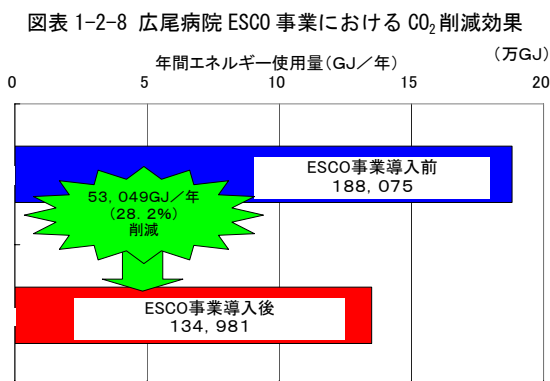 図表 1-2-8 広尾病院 ESCO 事業における CO₂削減効果
年間エネルギー使用量(GJ／年)
(万GJ)
0 5 10 15 20
ESCO事業導入前
188，075
53，049GJ／年
(28．2%)
削減
ESCO事業導入後
134，981